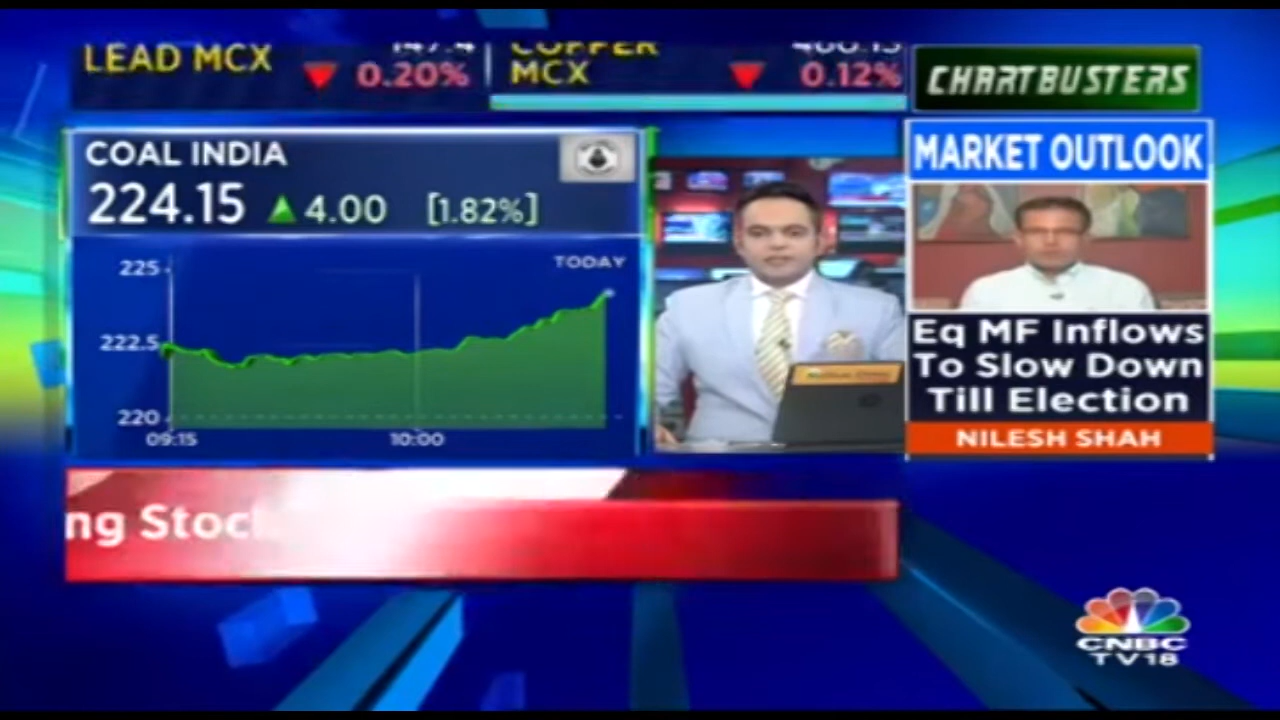 LEAD MCX
0.20%
COPPER
MCX
0.12%
CHARTBUSTERS
COAL INDIA
224.15 ▲ 4.00 [1.82%]
TODAY
225
222.5
220
09:15
10:00
MARKET OUTLOOK
Eq MF Inflows
To Slow Down
Till Election
NILESH SHAH
ng Stoc
CNBC
TV18